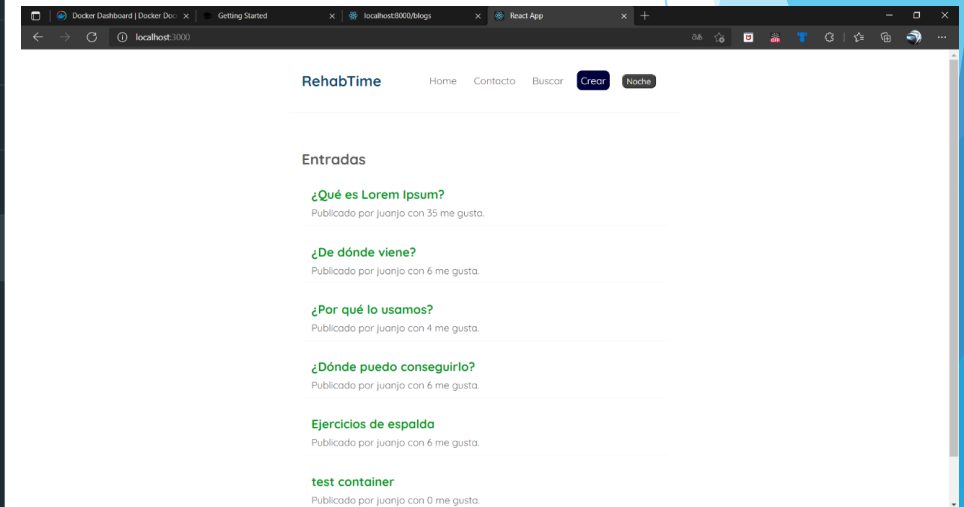 Docker Dashboard | Docker Doc
Getting Started
localhost:8000/blogs
React App
localhost:3000
RehabTime
Home
Contacto
Buscar
Crear
Noche
Entradas
¿Qué es Lorem Ipsum?
Publicado por juanjo con 35 me gusta.
¿De dónde viene?
Publicado por juanjo con 6 me gusta.
¿Por qué lo usamos?
Publicado por juanjo con 4 me gusta.
¿Dónde puedo conseguirlo?
Publicado por juanjo con 6 me gusta.
Ejercicios de espalda
Publicado por juanjo con 6 me gusta.
test container
Publicado por juanjo con 0 me gusta.